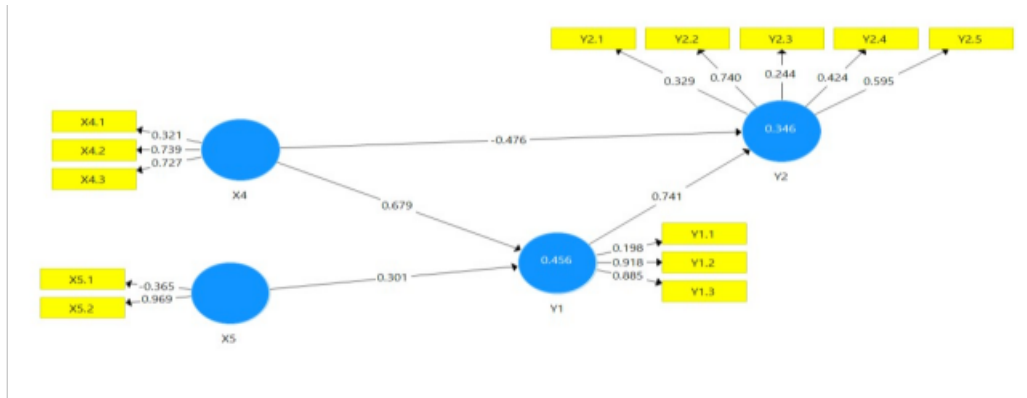 Y2.1 Y2.2 Y2.3 Y2.4 Y2.5
0.329 0.740 0.244 0.424 0.595
X4.1
X4.2
X4.3
0.321
0.739
0.727
X4
-0.476
0.346
Y2
0.679
0.741
X5.1
X5.2
-0.365
0.969
X5
0.301
0.456
Y1
0.198
0.918
0.885
Y1.1
Y1.2
Y1.3